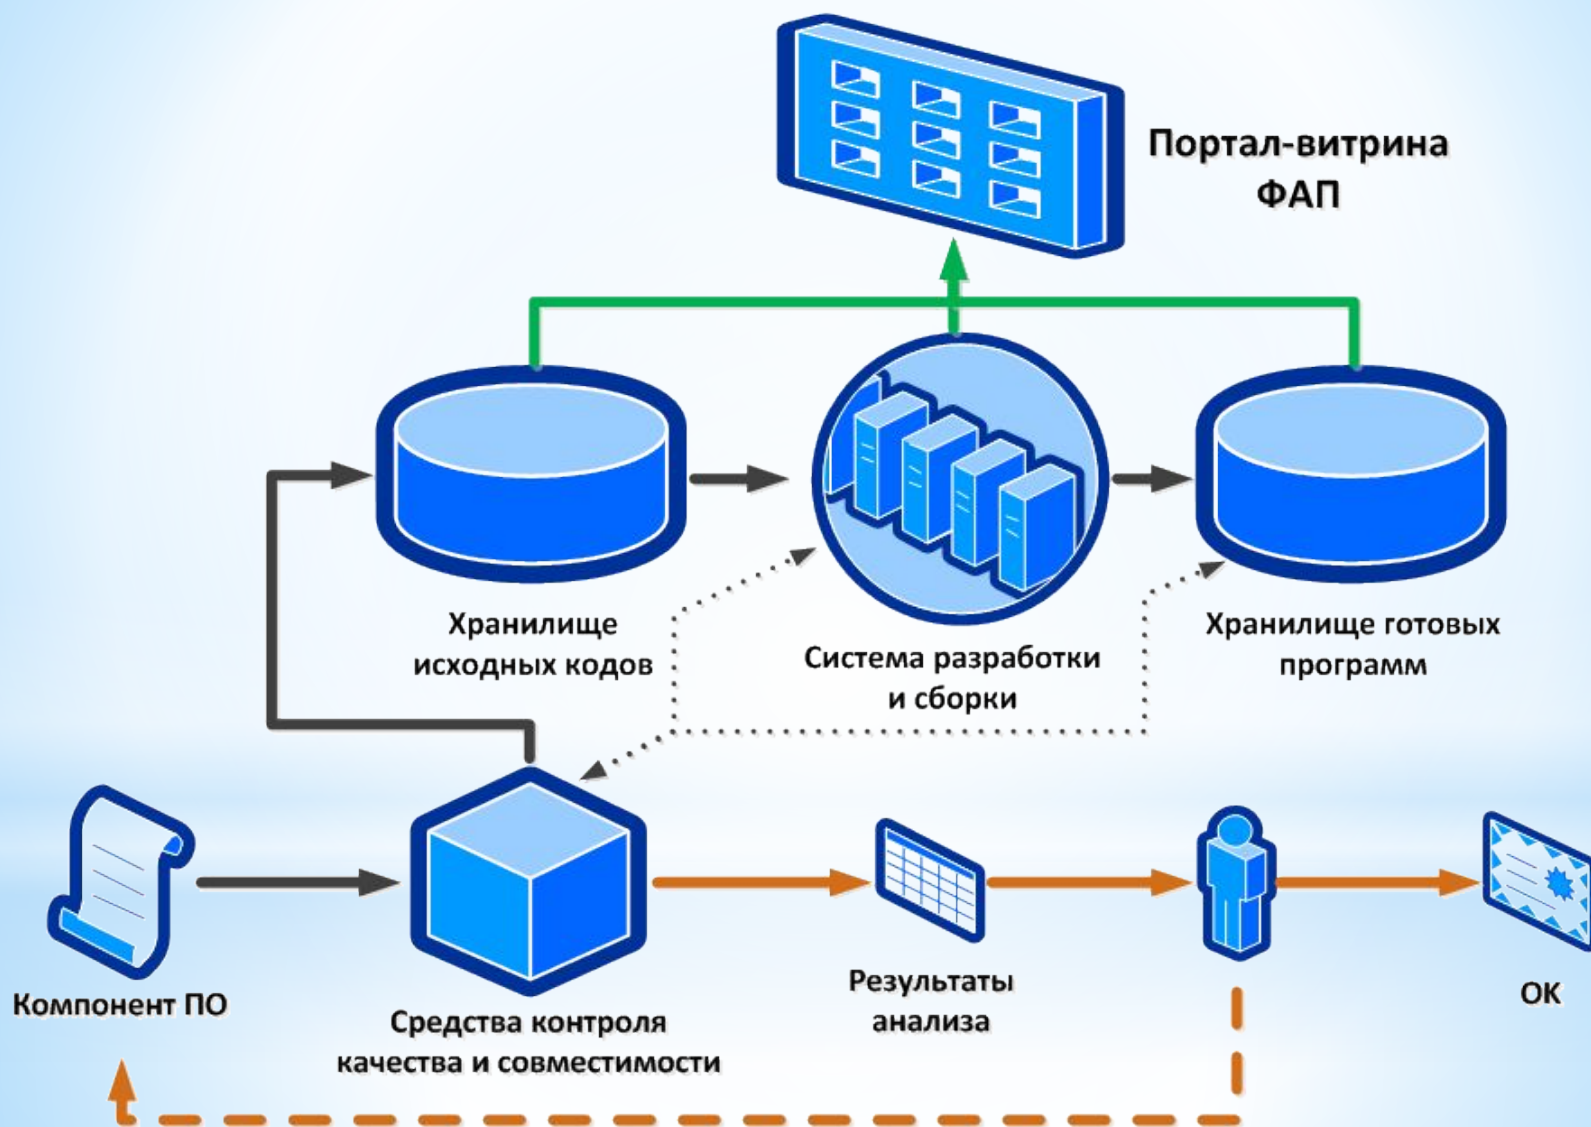 Портал-витрина
ФАП
Хранилище
исходных кодов
Система разработки
и сборки
Хранилище готовых
программ
Компонент ПО
Средства контроля
качества и совместимости
Результаты
анализа
ОК